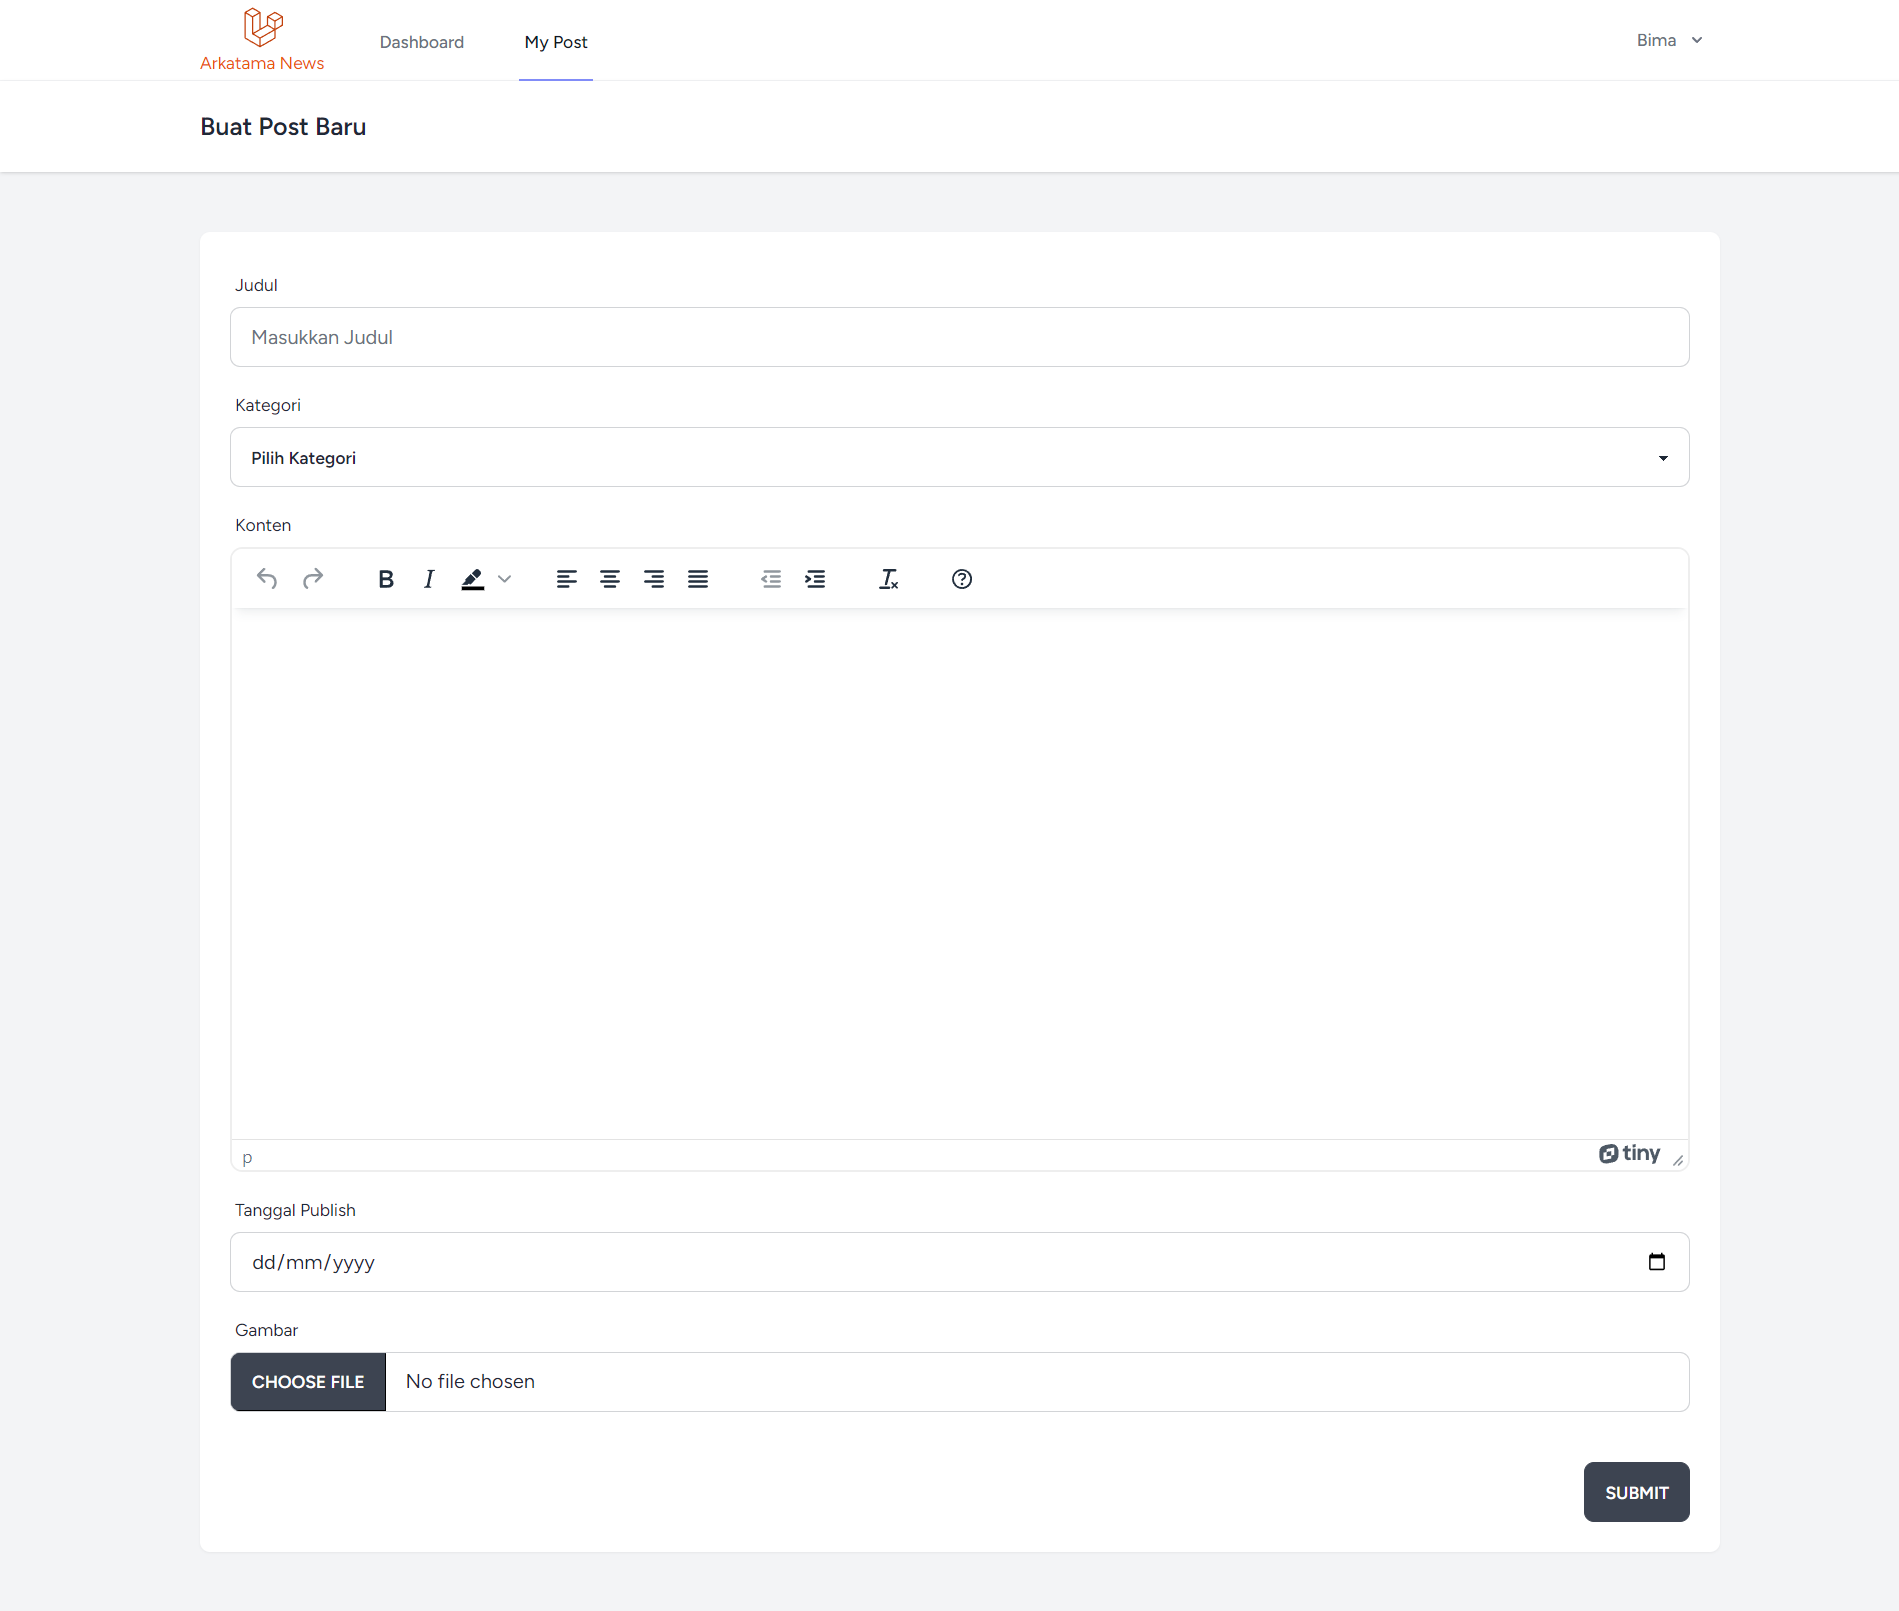 Arkatama News
Dashboard
My Post
Bima
Buat Post Baru
Judul
Masukkan Judul
Kategori
Pilih Kategori
Konten
p
tiny
Tanggal Publish
dd/mm/yyyy
Gambar
CHOOSE FILE
No file chosen
SUBMIT